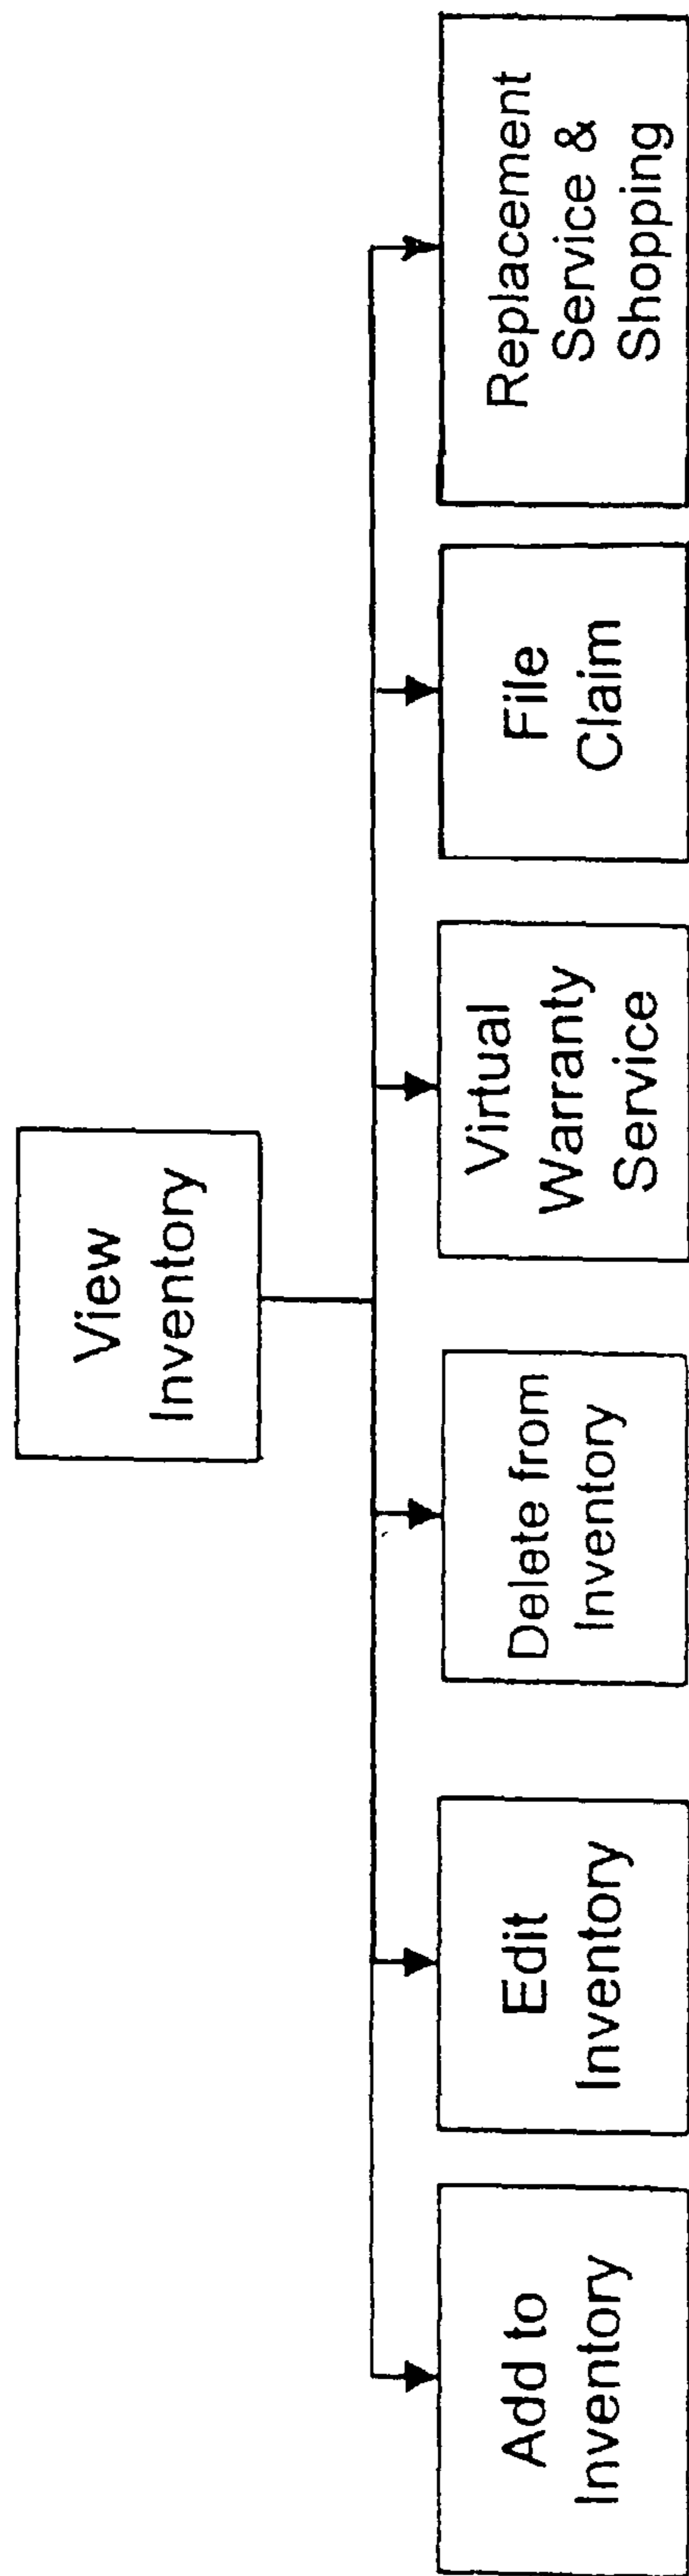 View
Inventory
Add to
Inventory
Edit
Inventory
Delete from
Inventory
Virtual
Warranty
Service
File
Claim
Replacement
Service &
Shopping